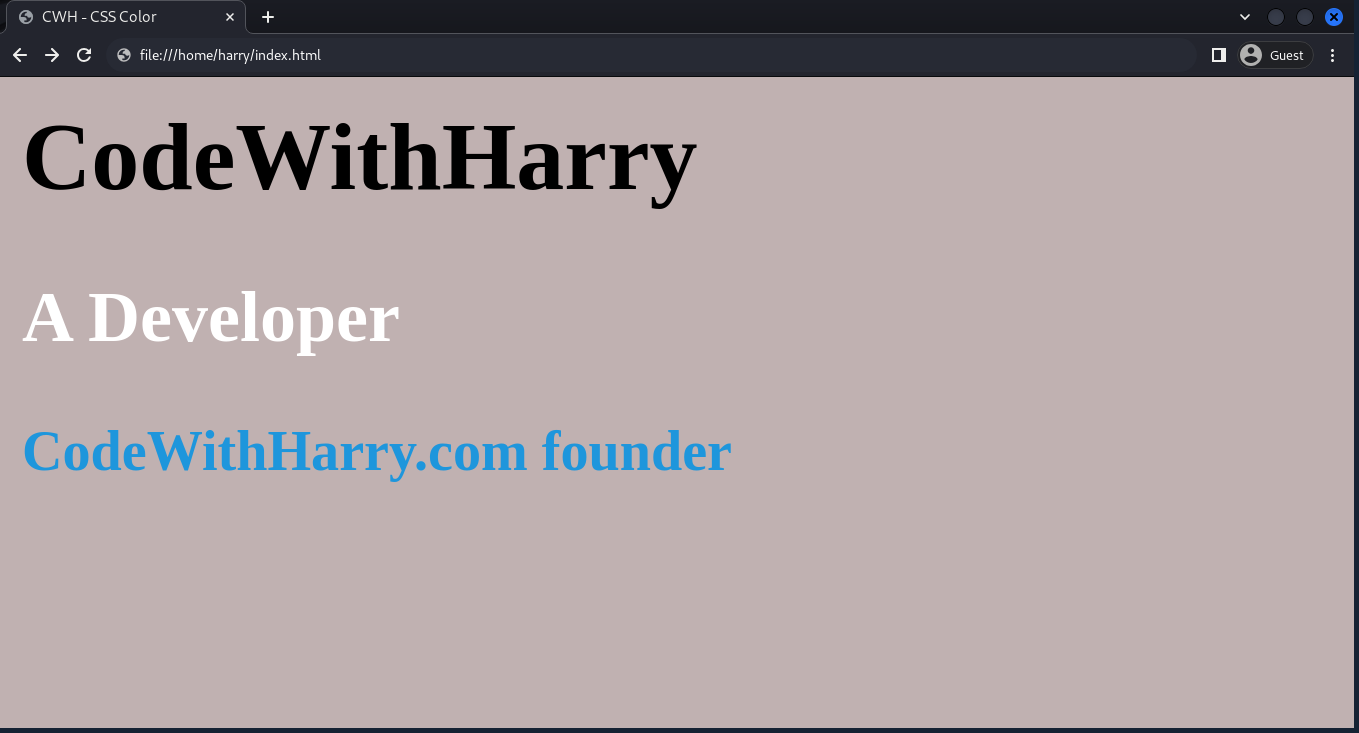 CWH - CSS Color
file:///home/harry/index.html
Guest
CodeWithHarry
A Developer
CodeWithHarry.com founder